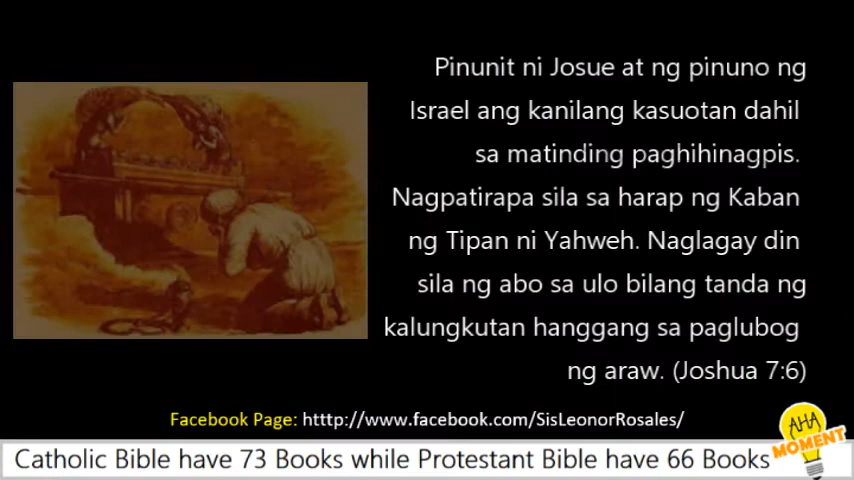 Pinunit ni Josue at ng pinuno ng
Israel ang kanilang kasuotan dahil
sa matinding paghihinagpis.
Nagpatirapa sila sa harap ng Kaban
ng Tipan ni Yahweh. Naglagay din
sila ng abo sa ulo bilang tanda ng
kalungkutan hanggang sa paglubog
ng araw. (Joshua 7:6)
Facebook Page: htttp://www.facebook.com/SisLeonorRosales/
AHA
MOMENT
Catholic Bible have 73 Books while Protestant Bible have 66 Books